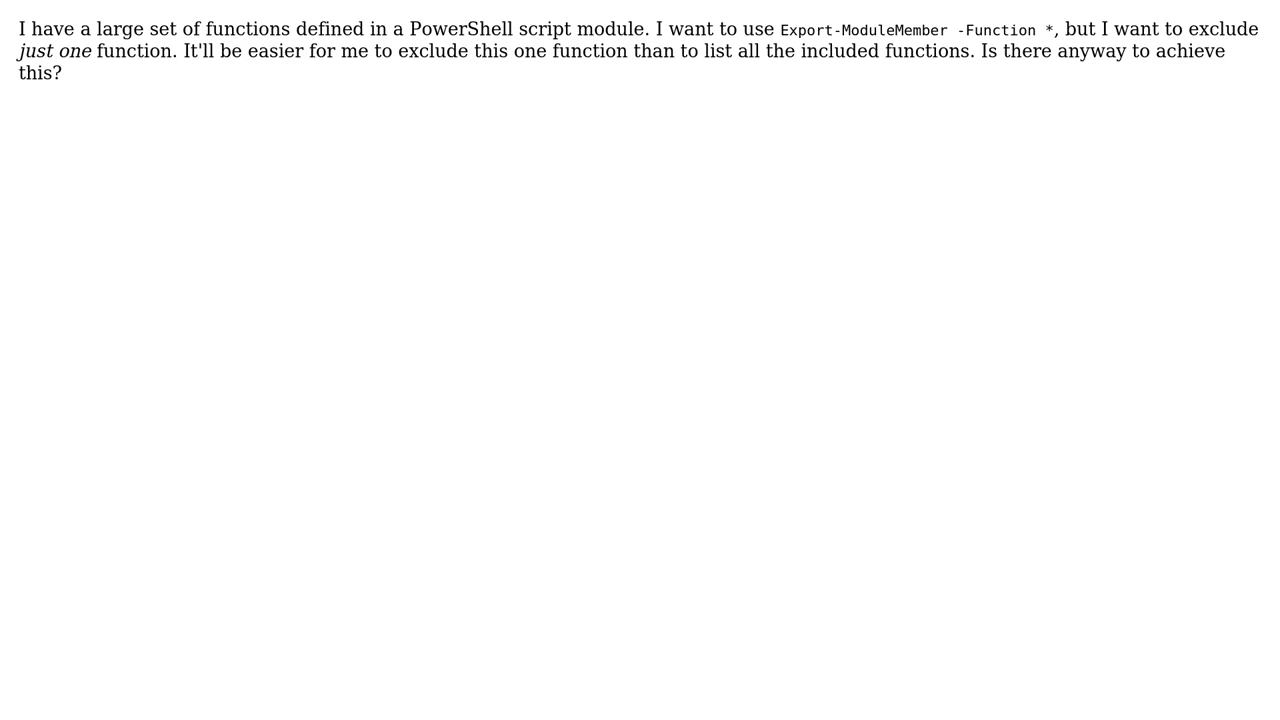 I have a large set of functions defined in a PowerShell script module. I want to use Export-ModuleMember -Function *, but I want to exclude
just one function. It'll be easier for me to exclude this one function than to list all the included functions. Is there anyway to achieve
this?